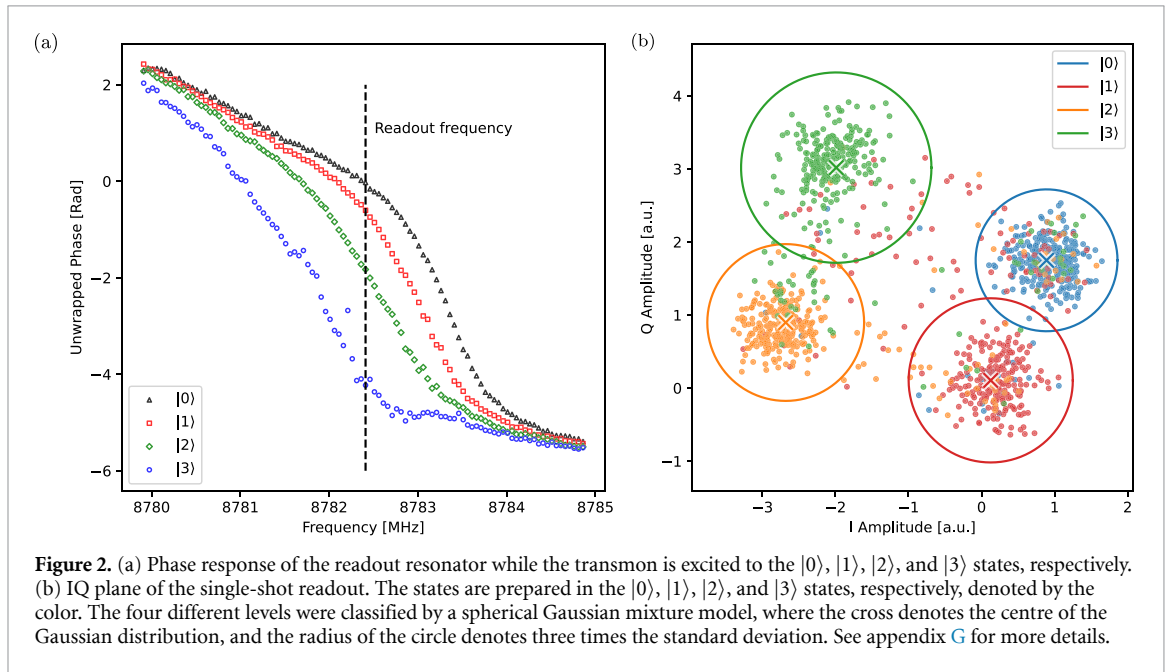 (a)
2
0
−2
−4
−6
Unwrapped Phase [Rad]
Readout frequency
|0⟩
|1⟩
|2⟩
|3⟩
8780
8781
8782
8783
8784
8785
Frequency [MHz]
(b)
4
3
2
1
0
−1
Q Amplitude [a.u.]
|0⟩
|1⟩
|2⟩
|3⟩
−3
−2
−1
0
1
2
I Amplitude [a.u.]
Figure 2. (a) Phase response of the readout resonator while the transmon is excited to the |0⟩, |1⟩, |2⟩, and |3⟩ states, respectively.
(b) IQ plane of the single-shot readout. The states are prepared in the |0⟩, |1⟩, |2⟩, and |3⟩ states, respectively, denoted by the
color. The four different levels were classified by a spherical Gaussian mixture model, where the cross denotes the centre of the
Gaussian distribution, and the radius of the circle denotes three times the standard deviation. See appendix G for more details.